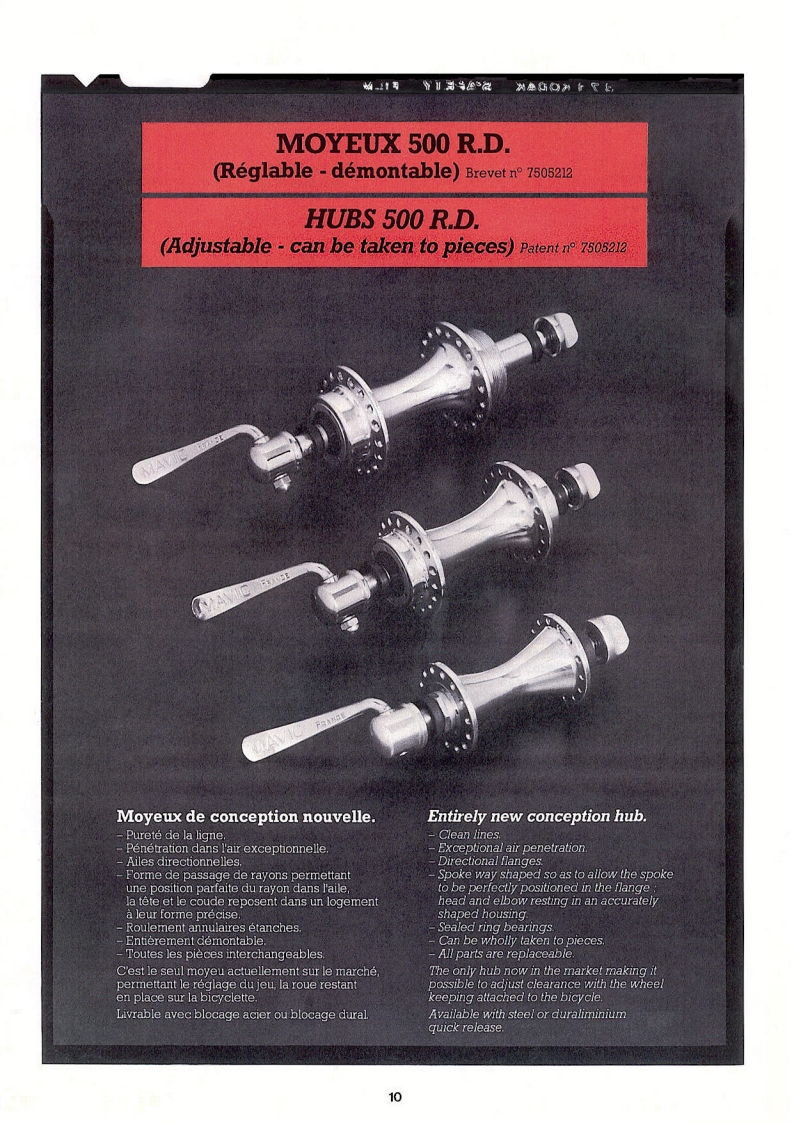 MOYEUX 500 R.D.
(Réglable - démontable) Brevet n° 7505212
HUBS 500 R.D.
(Adjustable - can be taken to pieces) Patent n° 7505212
MAVIC FRANCE
MAVIC FRANCE
MAVIC FRANCE
Moyeux de conception nouvelle.
– Pureté de la ligne.
– Pénétration dans l'air exceptionnelle.
– Ailes directionnelles.
– Forme de passage de rayons permettant
une position parfaite du rayon dans l'aile,
la tête et le coude reposent dans un logement
à leur forme précise.
– Roulement annulaires étanches.
– Entièrement démontable.
– Toutes les pièces interchangeables.
C'est le seul moyeu actuellement sur le marché,
permettant le réglage du jeu, la roue restant
en place sur la bicyclette.
Livrable avec blocage acier ou blocage dural.
Entirely new conception hub.
– Clean lines.
– Exceptional air penetration.
– Directional flanges.
– Spoke way shaped so as to allow the spoke
to be perfectly positioned in the flange ;
head and elbow resting in an accurately
shaped housing.
– Sealed ring bearings.
– Can be wholly taken to pieces.
– All parts are replaceable.
The only hub now in the market making it
possible to adjust clearance with the wheel
keeping attached to the bicycle.
Available with steel or duraliminium
quick release.
10